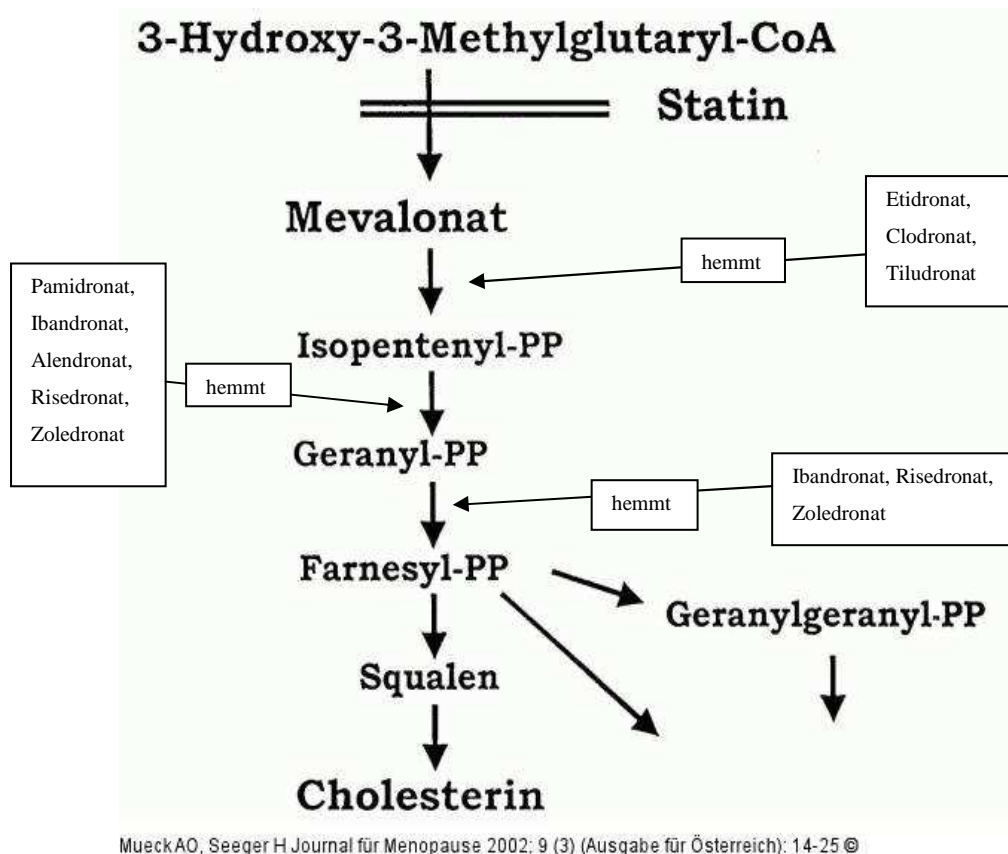 3-Hydroxy-3-Methylglutaryl-CoA
Statin
Mevalonat
Etidronat,
Clodronat,
Tiludronat
hemmt
Pamidronat,
Ibandronat,
Alendronat,
Risedronat,
Zoledronat
hemmt
Isopentenyl-PP
Geranyl-PP
Ibandronat, Risedronat,
Zoledronat
hemmt
Farnesyl-PP
Geranylgeranyl-PP
Squalen
Cholesterin
MueckAO, Seeger H Journal für Menopause 2002; 9 (3) (Ausgabe für Österreich): 14-25 ©